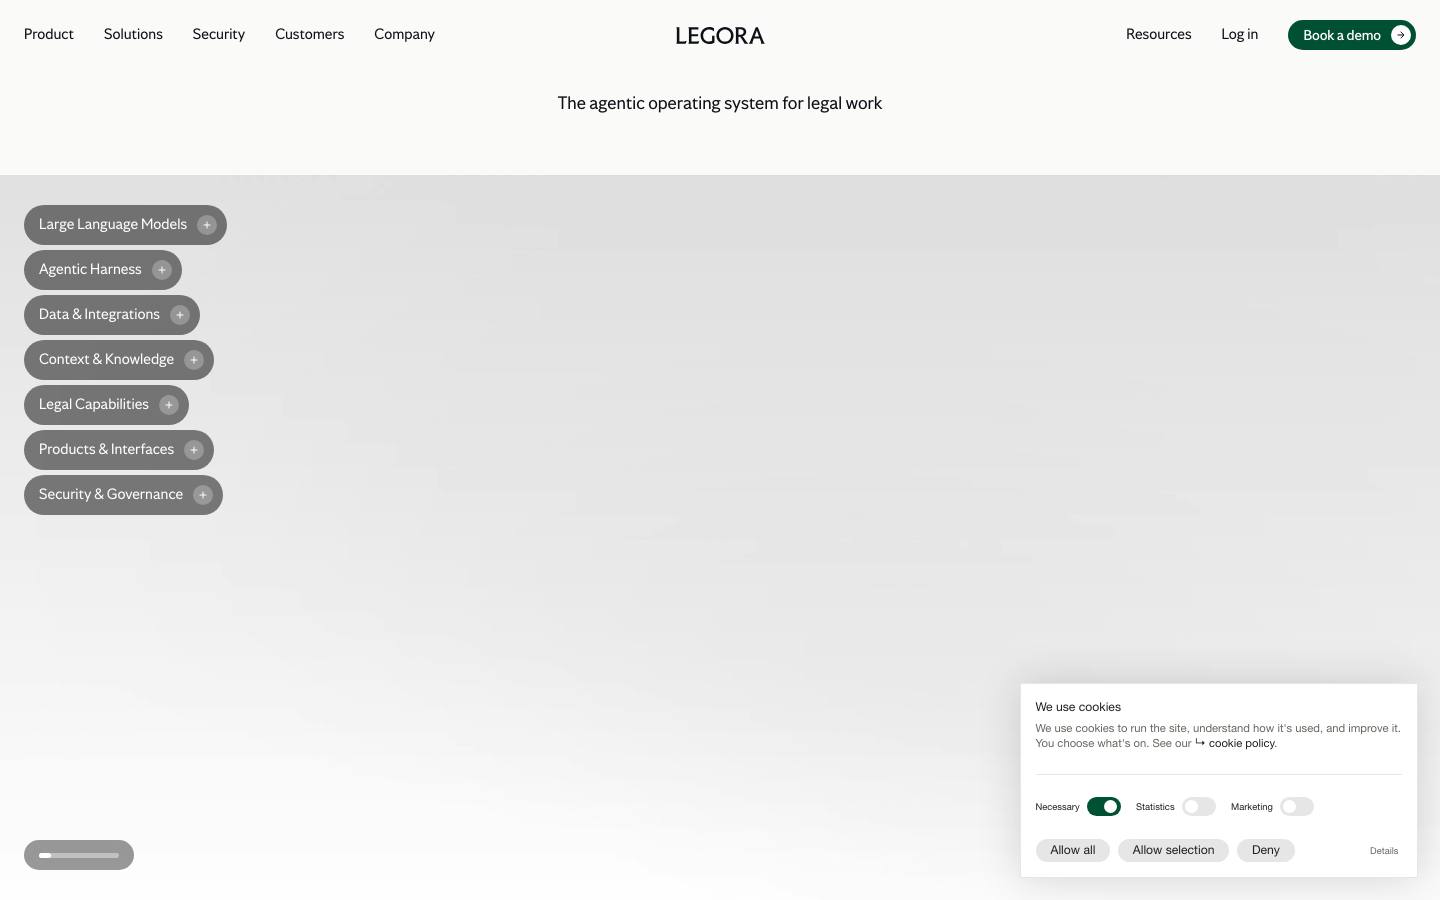 Product
Solutions
Security
Customers
Company
LEGORA
Resources
Log in
Book a demo
The agentic operating system for legal work
Large Language Models
Agentic Harness
Data & Integrations
Context & Knowledge
Legal Capabilities
Products & Interfaces
Security & Governance
We use cookies
We use cookies to run the site, understand how it's used, and improve it.
You choose what's on. See our ↳ cookie policy.
Necessary
Statistics
Marketing
Allow all
Allow selection
Deny
Details